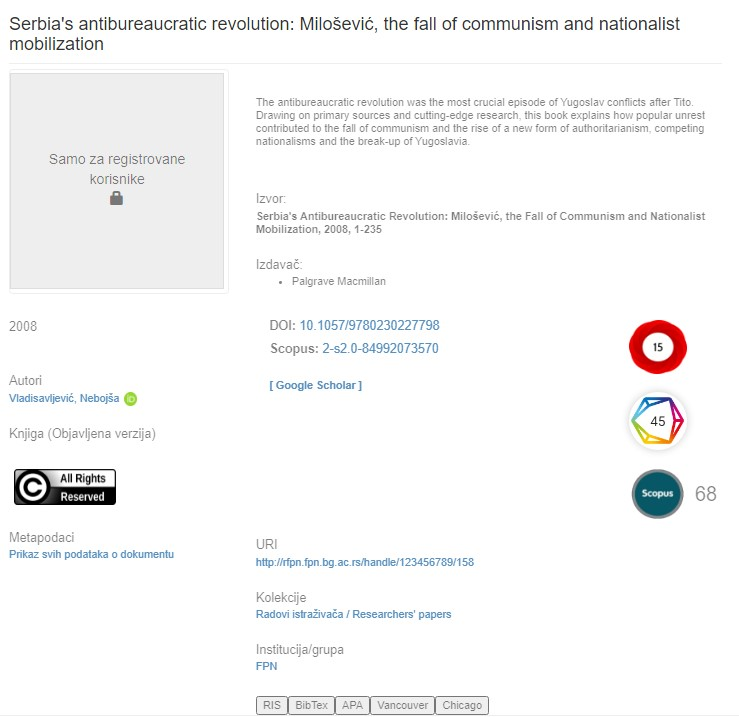 Serbia's antibureaucratic revolution: Milošević, the fall of communism and nationalist
mobilization
Samo za registrovane
korisnike
The antibureaucratic revolution was the most crucial episode of Yugoslav conflicts after Tito.
Drawing on primary sources and cutting-edge research, this book explains how popular unrest
contributed to the fall of communism and the rise of a new form of authoritarianism, competing
nationalisms and the break-up of Yugoslavia.
Izvor:
Serbia's Antibureaucratic Revolution: Milošević, the Fall of Communism and Nationalist
Mobilization, 2008, 1-235
Izdavač:
Palgrave Macmillan
2008
DOI: 10.1057/9780230227798
Scopus: 2-s2.0-84992073570
[ Google Scholar ]
15
45
Scopus 68
Autori
Vladisavljević, Nebojša iD
Knjiga (Objavljena verzija)
C All Rights
Reserved
Metapodaci
Prikaz svih podataka o dokumentu
URI
http://rfpn.fpn.bg.ac.rs/handle/123456789/158
Kolekcije
Radovi istraživača / Researchers' papers
Institucija/grupa
FPN
RIS BibTex APA Vancouver Chicago